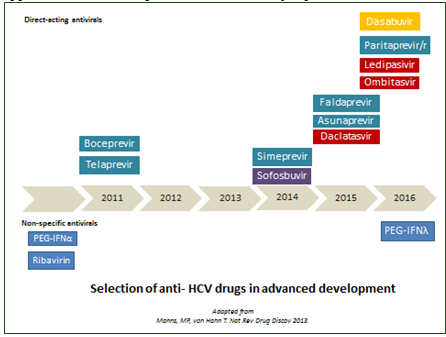 Direct-acting antivirals
Dasabuvir
Paritaprevir/r
Ledipasivir
Ombitasvir
Faldaprevir
Asunaprevir
Daclatasvir
Boceprevir
Telaprevir
Simeprevir
Sofosbuvir
2011 2012 2013 2014 2015 2016
Non-specific antivirals
PEG-IFNα
Ribavirin
PEG-IFNλ
Selection of anti- HCV drugs in advanced development
Adapted from
Manns, MP, von Hahn T. Nat Rev Drug Discov 2013.